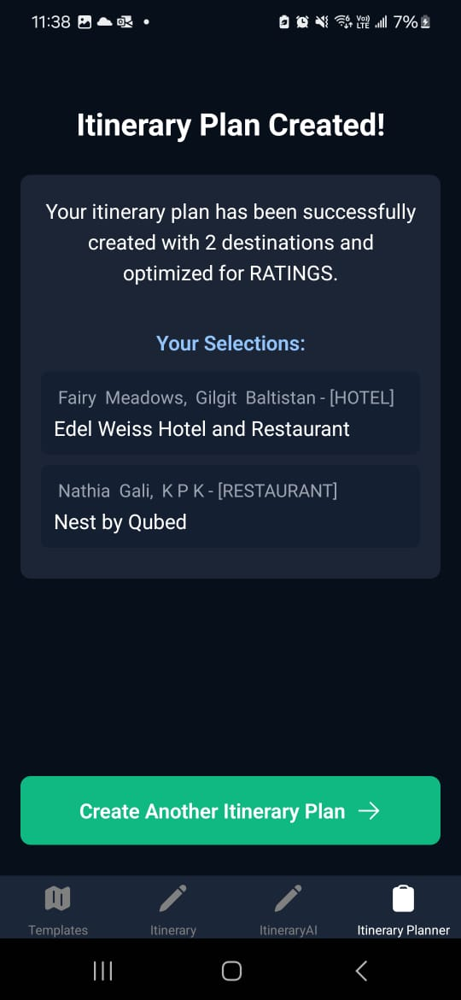 11:38
Vo))
LTE
7%
Itinerary Plan Created!
Your itinerary plan has been successfully
created with 2 destinations and
optimized for RATINGS.
Your Selections:
Fairy Meadows, Gilgit Baltistan - [HOTEL]
Edel Weiss Hotel and Restaurant
Nathia Gali, K P K - [RESTAURANT]
Nest by Qubed
Create Another Itinerary Plan
Templates
Itinerary
ItineraryAI
Itinerary Planner